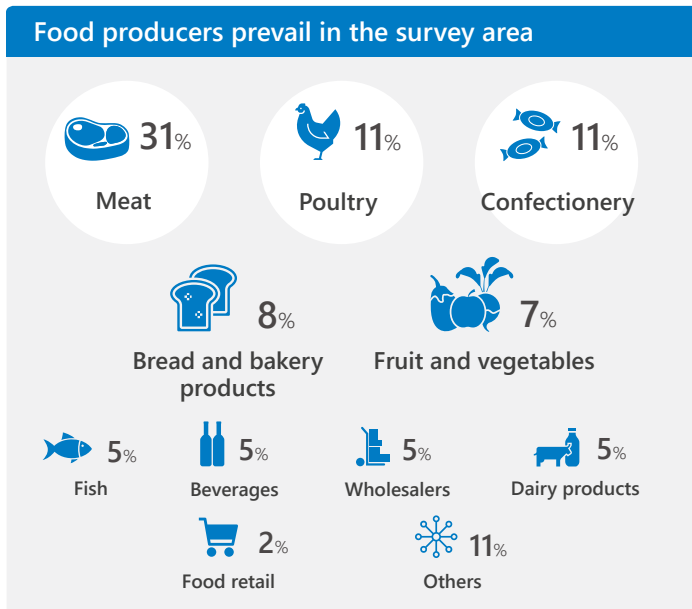 Food producers prevail in the survey area
31%
Meat
11%
Poultry
11%
Confectionery
8%
Bread and bakery
products
7%
Fruit and vegetables
5%
Fish
5%
Beverages
5%
Wholesalers
5%
Dairy products
2%
Food retail
11%
Others